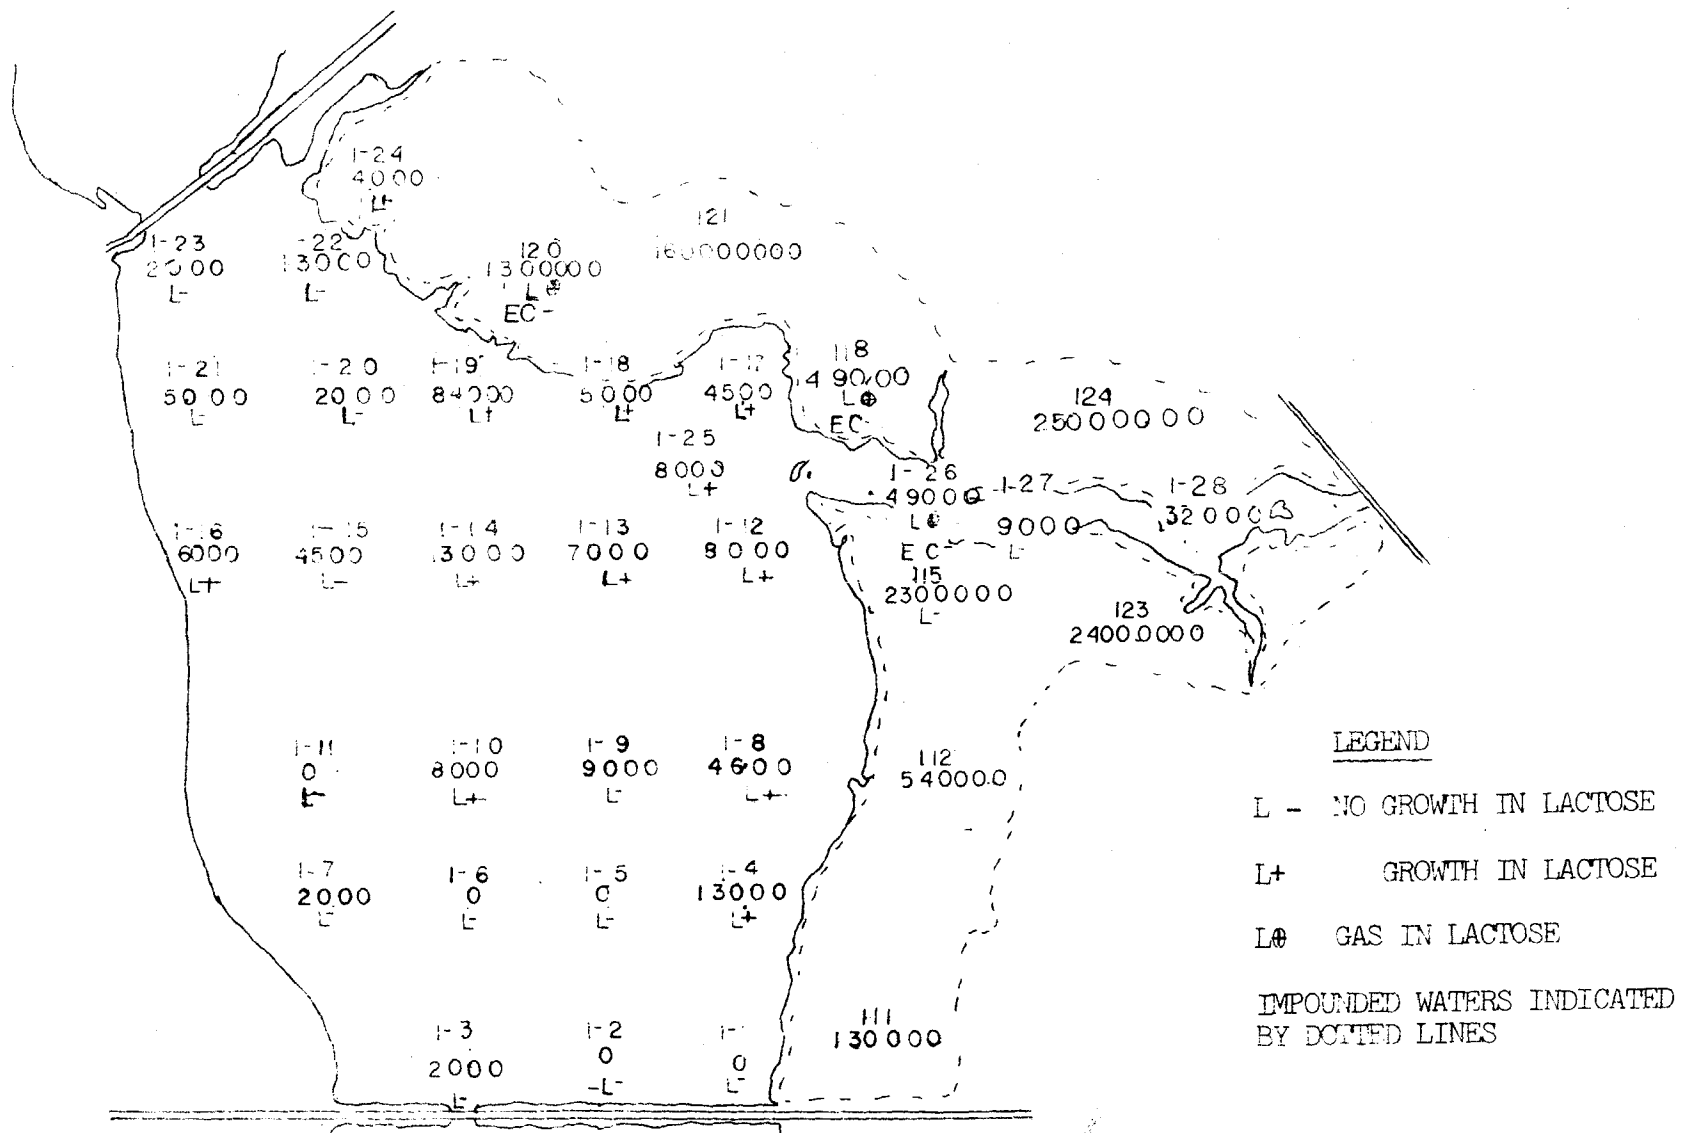 1-24
4000
L+
121
160000000
1-23
2000
L-
-22
13000
L-
120
1300000
L⊕
EC-
1-21
5000
L-
1-20
2000
L-
1-19
84000
L+
1-18
5000
L+
1-17
4500
L+
118
49000
L⊕
EC-
124
25000000
1-25
8000
L+
1-26
49000
L⊕
EC-
1-27
9000
L-
1-28
32000
1-16
6000
L+
1-15
4500
L-
1-14
13000
L+
1-13
7000
L+
1-12
8000
L+
115
2300000
L-
123
24000000
1-11
0
L-
1-10
8000
L+
1-9
9000
L-
1-8
4600
L+
112
540000
1-7
2000
L-
1-6
0
L-
1-5
0
L-
1-4
13000
L+
1-3
2000
L-
1-2
0
L-
1-
0
L-
111
130000
LEGEND
L - NO GROWTH IN LACTOSE
L+ GROWTH IN LACTOSE
L⊕ GAS IN LACTOSE
IMPOUNDED WATERS INDICATED
BY DOTTED LINES